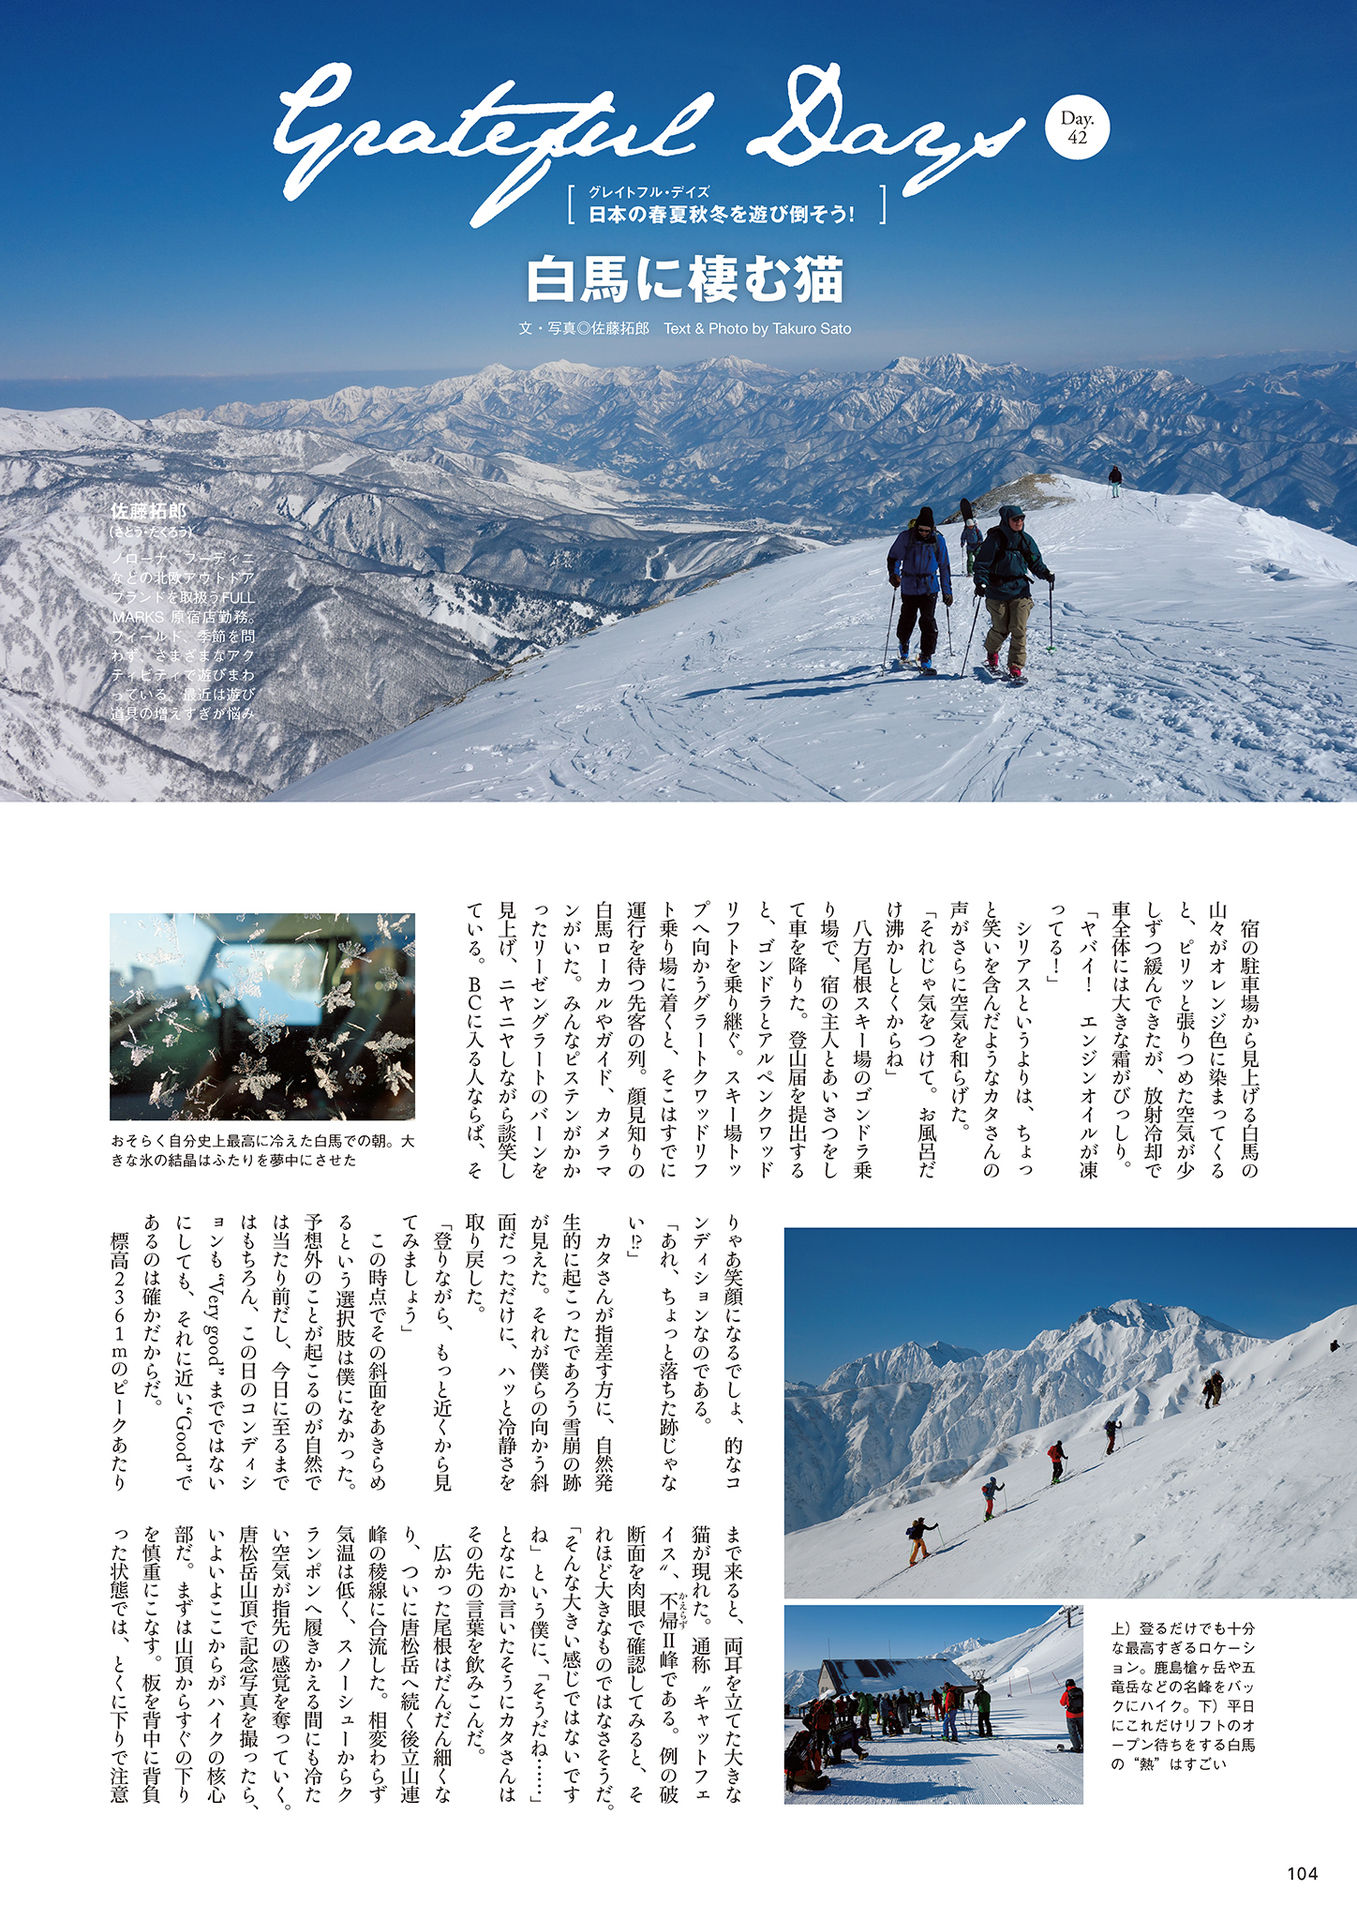 Grateful Days
Day.
42
グレイトフル・デイズ
日本の春夏秋冬を遊び倒そう!
白馬に棲む猫
文・写真◎佐藤拓郎　Text & Photo by Takuro Sato
佐藤拓郎
(さとう・たくろう)
ノローナ、フーディニ
などの北欧アウトドア
ブランドを取扱うFULL
MARKS 原宿店勤務。
フィールド、季節を問
わず、さまざまなアク
ティビティで遊びまわ
っている。最近は遊び
道具の増えすぎが悩み
宿の駐車場から見上げる白馬の
山々がオレンジ色に染まってくる
と、ピリッと張りつめた空気が少
しずつ緩んできたが、放射冷却で
車全体には大きな霜がびっしり。
「ヤバイ！　エンジンオイルが凍
ってる！」
シリアスというよりは、ちょっ
と笑いを含んだようなカタさんの
声がさらに空気を和らげた。
「それじゃ気をつけて。お風呂だ
け沸かしとくからね」
八方尾根スキー場のゴンドラ乗
り場で、宿の主人とあいさつをし
て車を降りた。登山届を提出する
と、ゴンドラとアルペンクワッド
リフトを乗り継ぐ。スキー場トッ
プへ向かうグラートクワッドリフ
ト乗り場に着くと、そこはすでに
運行を待つ先客の列。顔見知りの
白馬ローカルやガイド、カメラマ
ンがいた。みんなピステンがかか
ったリーゼングラートのバーンを
見上げ、ニヤニヤしながら談笑し
ている。BCに入る人ならば、そ
おそらく自分史上最高に冷えた白馬での朝。大
きな氷の結晶はふたりを夢中にさせた
りゃあ笑顔になるでしょ、的なコ
ンディションなのである。
「あれ、ちょっと落ちた跡じゃな
い!?」
カタさんが指差す方に、自然発
生的に起こったであろう雪崩の跡
が見えた。それが僕らの向かう斜
面だっただけに、ハッと冷静さを
取り戻した。
「登りながら、もっと近くから見
てみましょう」
この時点でその斜面をあきらめ
るという選択肢は僕になかった。
予想外のことが起こるのが自然で
は当たり前だし、今日に至るまで
はもちろん、この日のコンディシ
ョンも“Very good”まではない
にしても、それに近い“Good”で
あるのは確かだからだ。
標高2361mのピークあたり
まで来ると、両耳を立てた大きな
猫が現れた。通称〝キャットフェ
イス〟、不帰Ⅱ峰である。例の破
かえらず
断面を肉眼で確認してみると、そ
れほど大きなものではなさそうだ。
「そんな大きい感じではないです
ね」という僕に、「そうだね……」
となにか言いたそうにカタさんは
その先の言葉を飲みこんだ。
広かった尾根はだんだん細くな
り、ついに唐松岳へ続く後立山連
峰の稜線に合流した。相変わらず
気温は低く、スノーシューからク
ランポンへ履きかえる間にも冷た
い空気が指先の感覚を奪っていく。
唐松岳山頂で記念写真を撮ったら、
いよいよここからがハイクの核心
部だ。まずは山頂からすぐの下り
を慎重にこなす。板を背中に背負
った状態では、とくに下りで注意
上）登るだけでも十分
な最高すぎるロケーシ
ョン。鹿島槍ヶ岳や五
竜岳などの名峰をバッ
クにハイク。下）平日
にこれだけリフトのオ
ープン待ちをする白馬
の“熱”はすごい
104